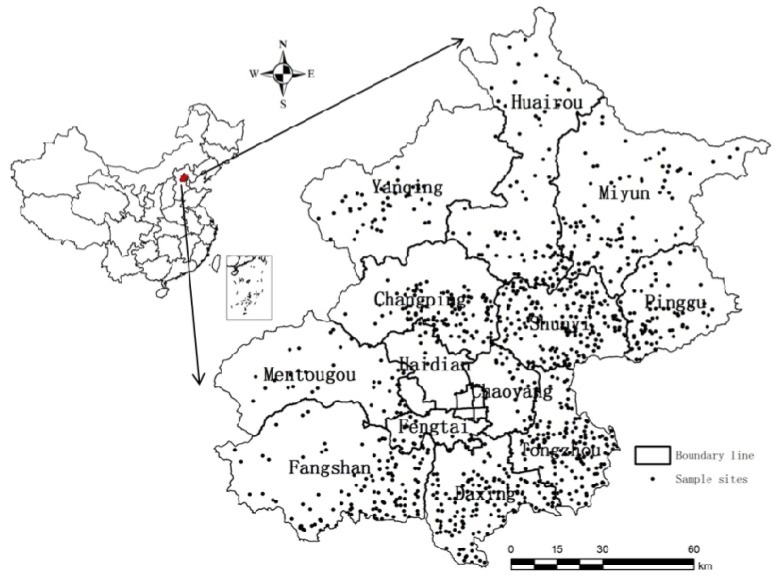 N
W E
S
Huairou
Yanqing
Miyun
Changping
Shunyi
Pinggu
Haidian
Mentougou
Chaoyang
Fengtai
Tongzhou
Fangshan
Daxing
Boundary line
Sample sites
0 15 30 60
km